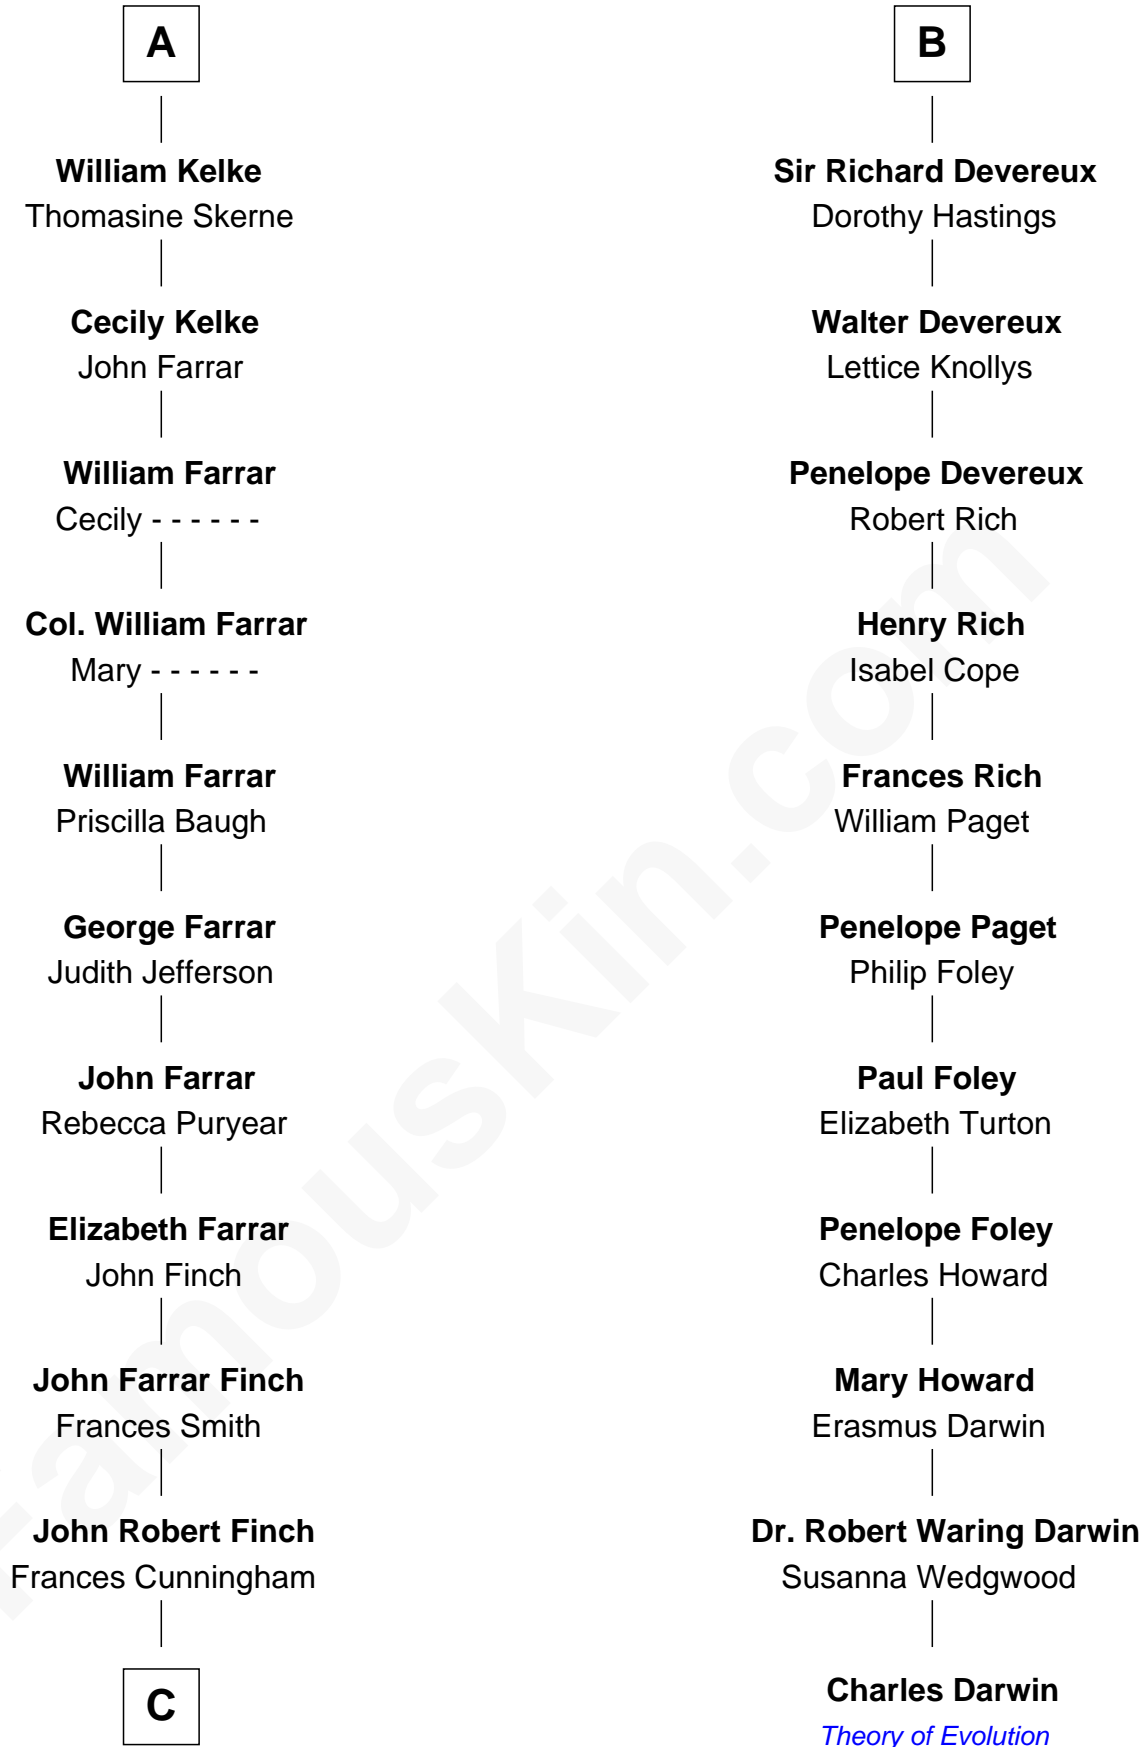 A
William Kelke
Thomasine Skerne
Cecily Kelke
John Farrar
William Farrar
Cecily - - - - - -
Col. William Farrar
Mary - - - - - -
William Farrar
Priscilla Baugh
George Farrar
Judith Jefferson
John Farrar
Rebecca Puryear
Elizabeth Farrar
John Finch
John Farrar Finch
Frances Smith
John Robert Finch
Frances Cunningham
C
B
Sir Richard Devereux
Dorothy Hastings
Walter Devereux
Lettice Knollys
Penelope Devereux
Robert Rich
Henry Rich
Isabel Cope
Frances Rich
William Paget
Penelope Paget
Philip Foley
Paul Foley
Elizabeth Turton
Penelope Foley
Charles Howard
Mary Howard
Erasmus Darwin
Dr. Robert Waring Darwin
Susanna Wedgwood
Charles Darwin
Theory of Evolution
FamousKin.com